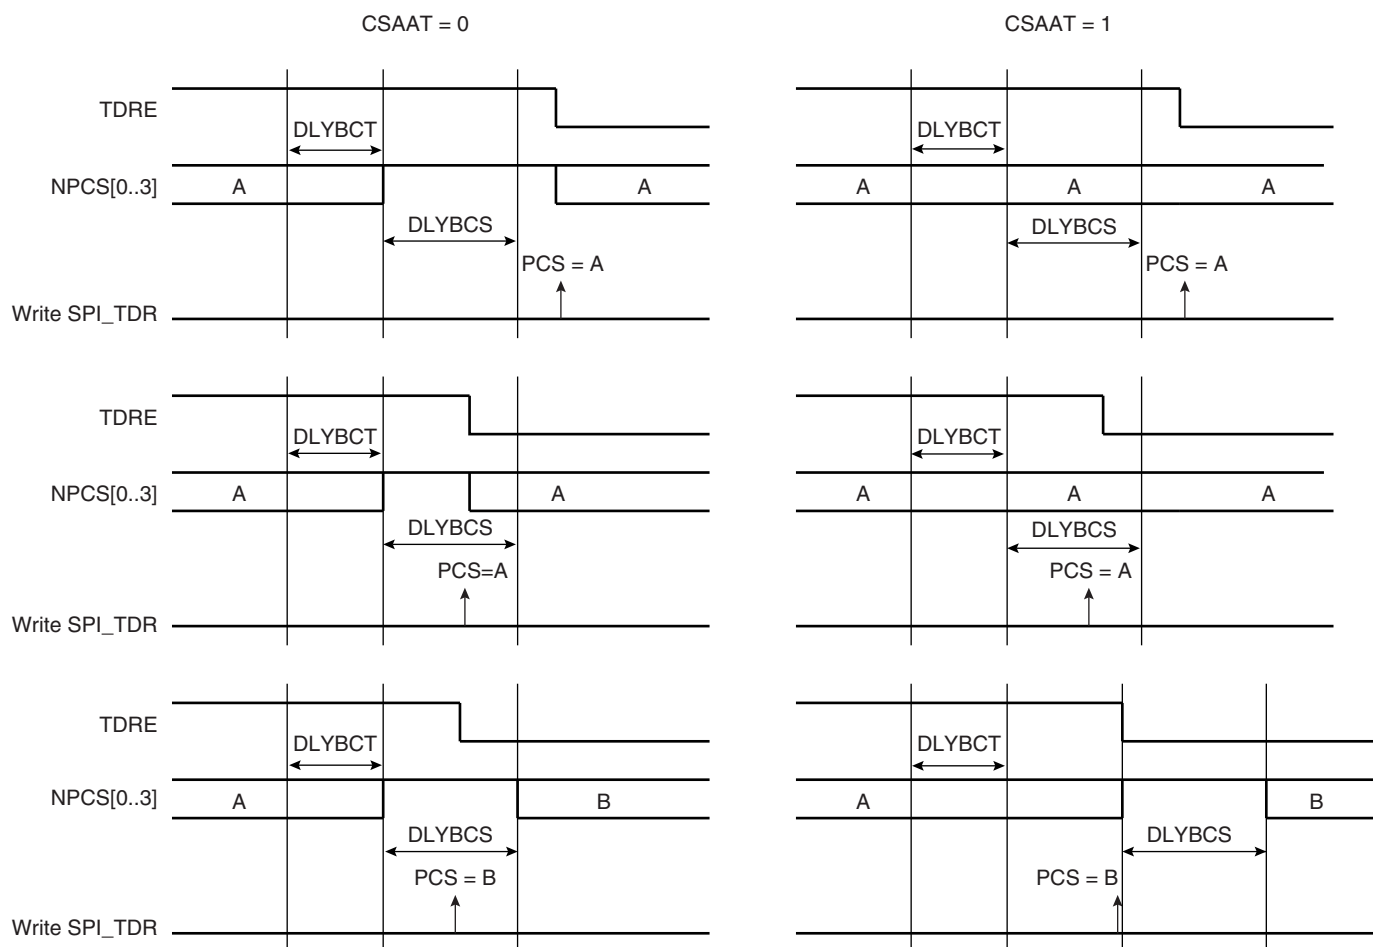 CSAAT = 0
CSAAT = 1
TDRE
DLYBCT
DLYBCT
NPCS[0..3]
A
A
A
A
A
DLYBCS
DLYBCS
PCS = A
PCS = A
Write SPI_TDR
TDRE
DLYBCT
DLYBCT
NPCS[0..3]
A
A
A
A
A
DLYBCS
DLYBCS
PCS=A
PCS = A
Write SPI_TDR
TDRE
DLYBCT
DLYBCT
NPCS[0..3]
A
B
A
B
DLYBCS
DLYBCS
PCS = B
PCS = B
Write SPI_TDR